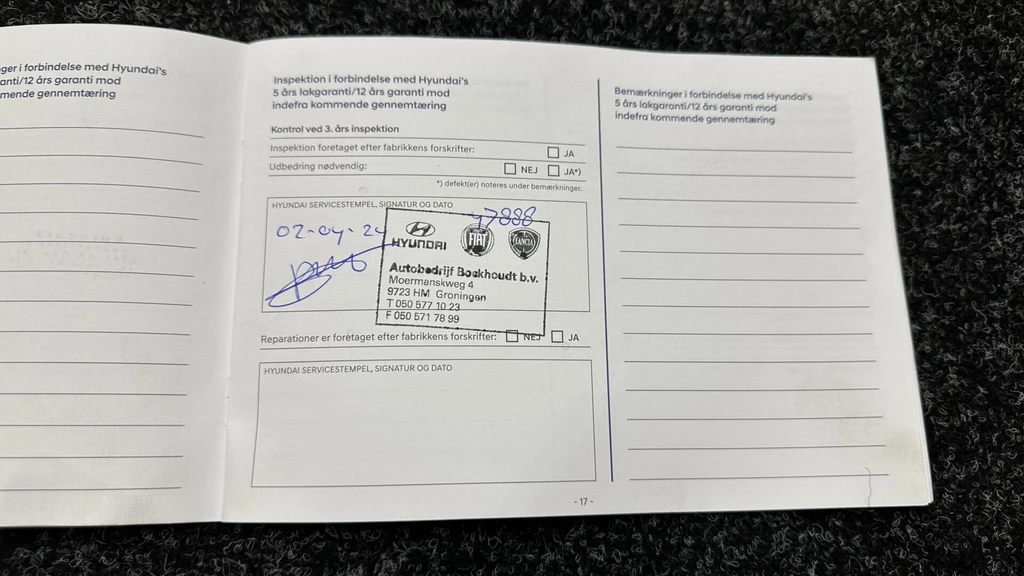 ger i forbindelse med Hyundai's
anti/12 års garanti mod
mende gennemtæring
Inspektion i forbindelse med Hyundai's
5 års lakgaranti/12 års garanti mod
indefra kommende gennemtæring
Kontrol ved 3. års inspektion
Inspektion foretaget efter fabrikkens forskrifter: JA
Udbedring nødvendig: NEJ JA*)
*) defekt(er) noteres under bemærkninger.
HYUNDAI SERVICESTEMPEL, SIGNATUR OG DATO
02-04-24
47888
HYUNDAI FIAT LANCIA
Autobedrijf Boekhoudt b.v.
Moermanskweg 4
9723 HM Groningen
T 050 577 10 23
F 050 571 78 99
Reparationer er foretaget efter fabrikkens forskrifter: NEJ JA
HYUNDAI SERVICESTEMPEL, SIGNATUR OG DATO
- 17 -
Bemærkninger i forbindelse med Hyundai's
5 års lakgaranti/12 års garanti mod
indefra kommende gennemtæring